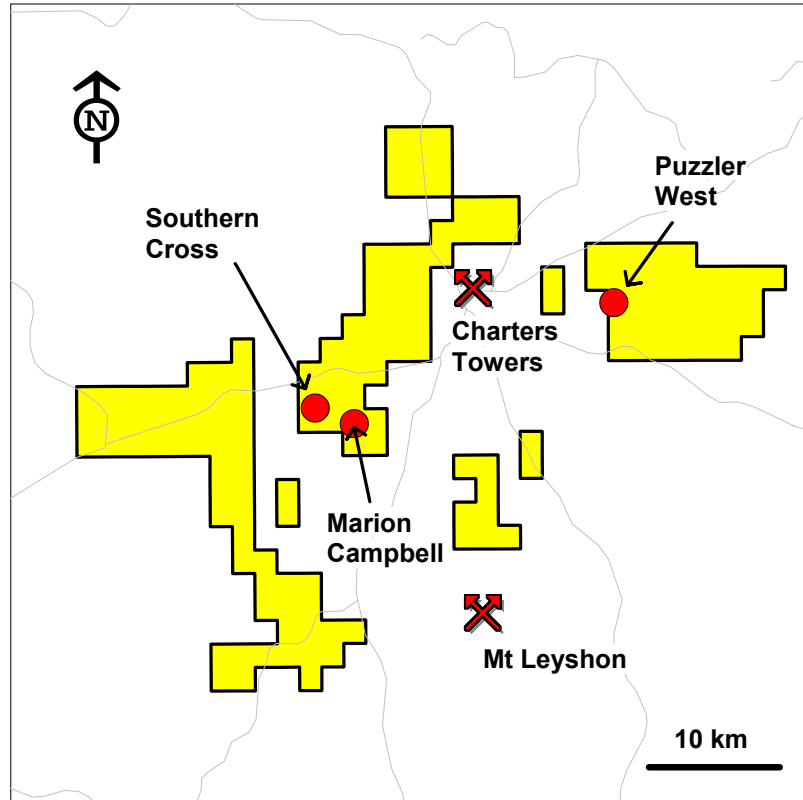 N
Puzzler
West
Southern
Cross
Charters
Towers
Marion
Campbell
Mt Leyshon
10 km